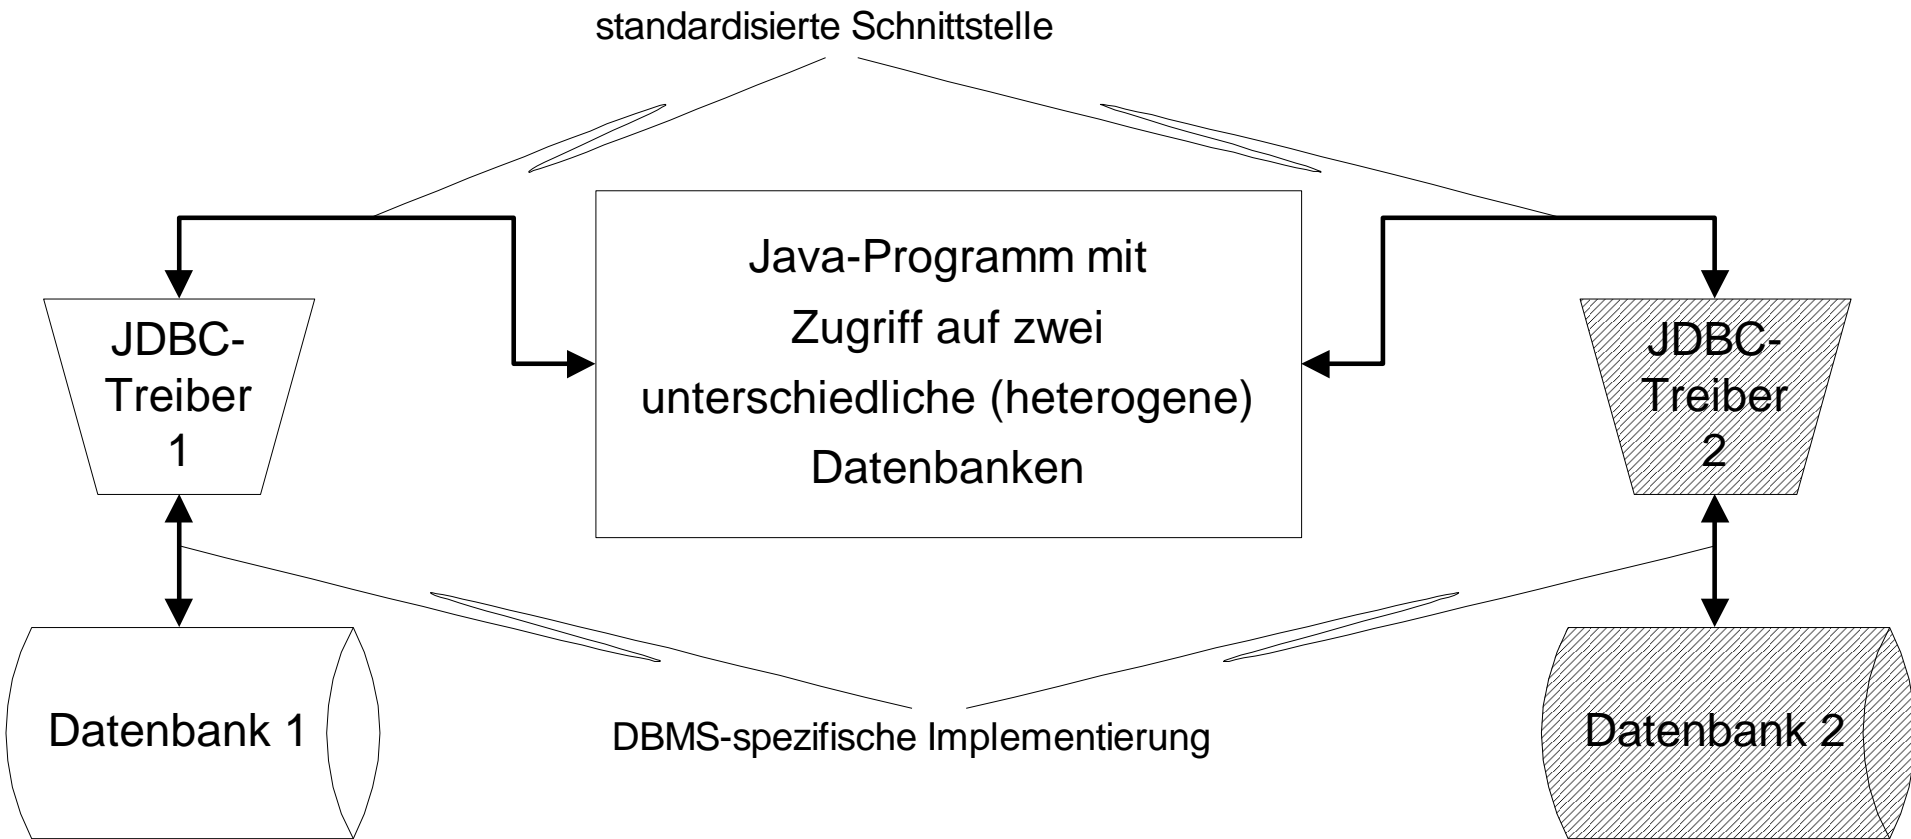 standardisierte Schnittstelle
Java-Programm mit
Zugriff auf zwei
unterschiedliche (heterogene)
Datenbanken
JDBC-
Treiber
1
JDBC-
Treiber
2
Datenbank 1
DBMS-spezifische Implementierung
Datenbank 2